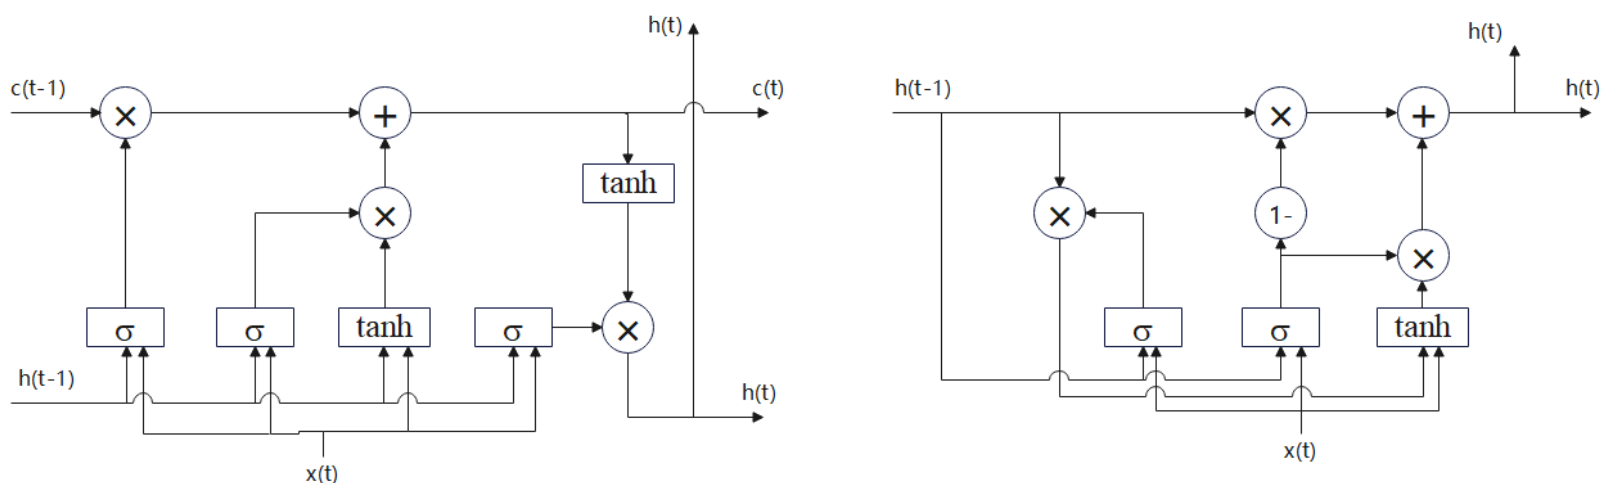 h(t)
c(t-1)
c(t)
×
+
tanh
×
σ
σ
tanh
σ
×
h(t-1)
h(t)
x(t)
h(t)
h(t-1)
h(t)
×
+
×
1-
×
σ
σ
tanh
x(t)